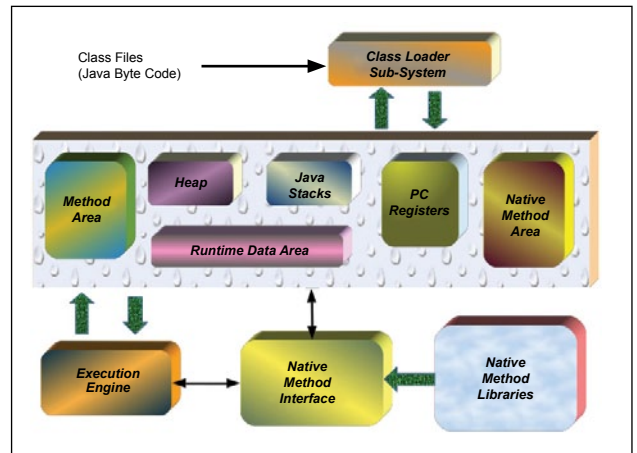 Class Files
(Java Byte Code)
Class Loader
Sub-System
Method
Area
Heap
Java
Stacks
PC
Registers
Native
Method
Area
Runtime Data Area
Execution
Engine
Native
Method
Interface
Native
Method
Libraries